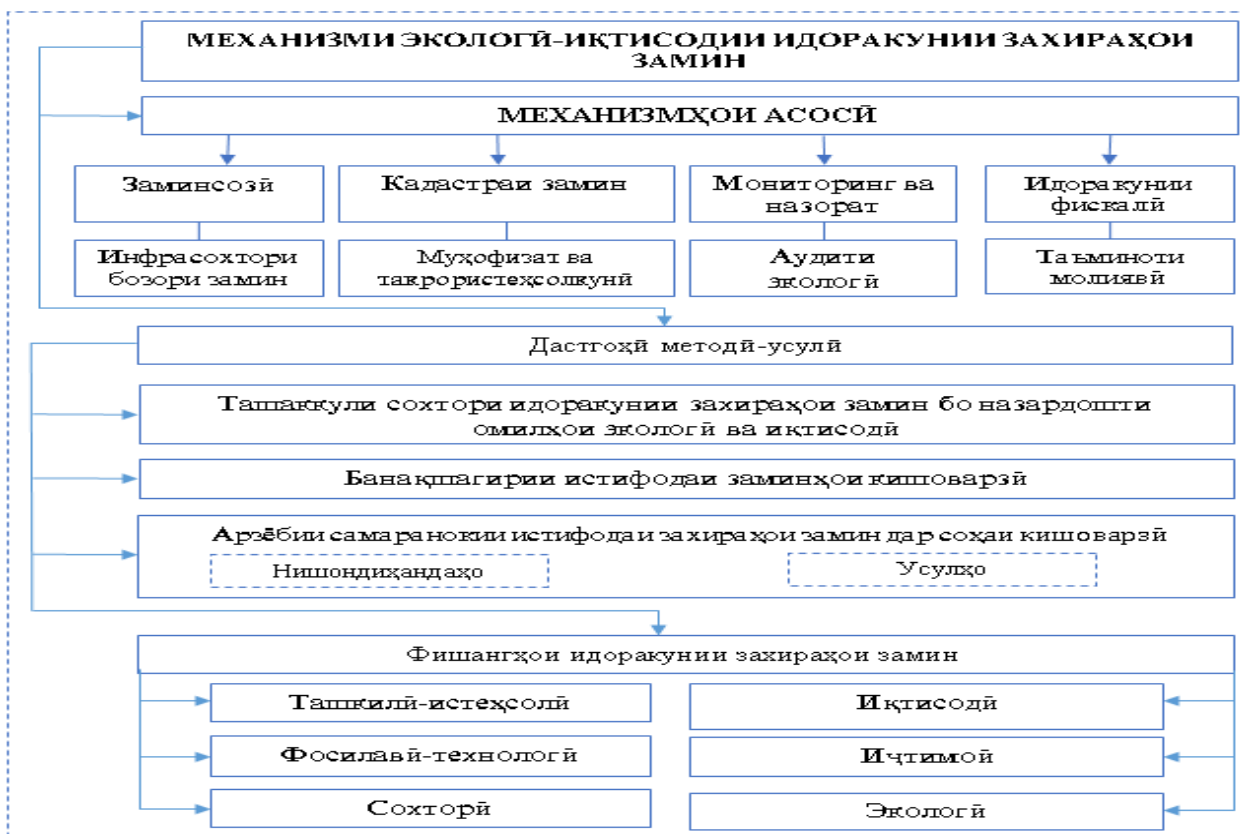 МЕХАНИЗМИ ЭКОЛОГӢ-ИҚТИСОДИИ ИДОРАКУНИИ ЗАХИРАҲОИ
ЗАМИН
МЕХАНИЗМҲОИ АСОСӢ
Заминсозӣ
Кадастраи замин
Мониторинг ва
назорат
Идоракунии
фискалӣ
Инфрасохтори
бозори замин
Муҳофизат ва
такрористеҳсолкунӣ
Аудити
экологӣ
Таъминоти
молиявӣ
Дастгоҳӣ методӣ-усулӣ
Ташаккули сохтори идоракунии захираҳои замин бо назардошти
омилҳои экологӣ ва иқтисодӣ
Банақшагирии истифодаи заминҳои кишоварзӣ
Арзёбии самаранокии истифодаи захираҳои замин дар соҳаи кишоварзӣ
Нишондиҳандаҳо
Усулҳо
Фишангҳои идоракунии захираҳои замин
Ташкилӣ-истеҳсолӣ
Иқтисодӣ
Фосилавӣ-технологӣ
Иҷтимоӣ
Сохторӣ
Экологӣ